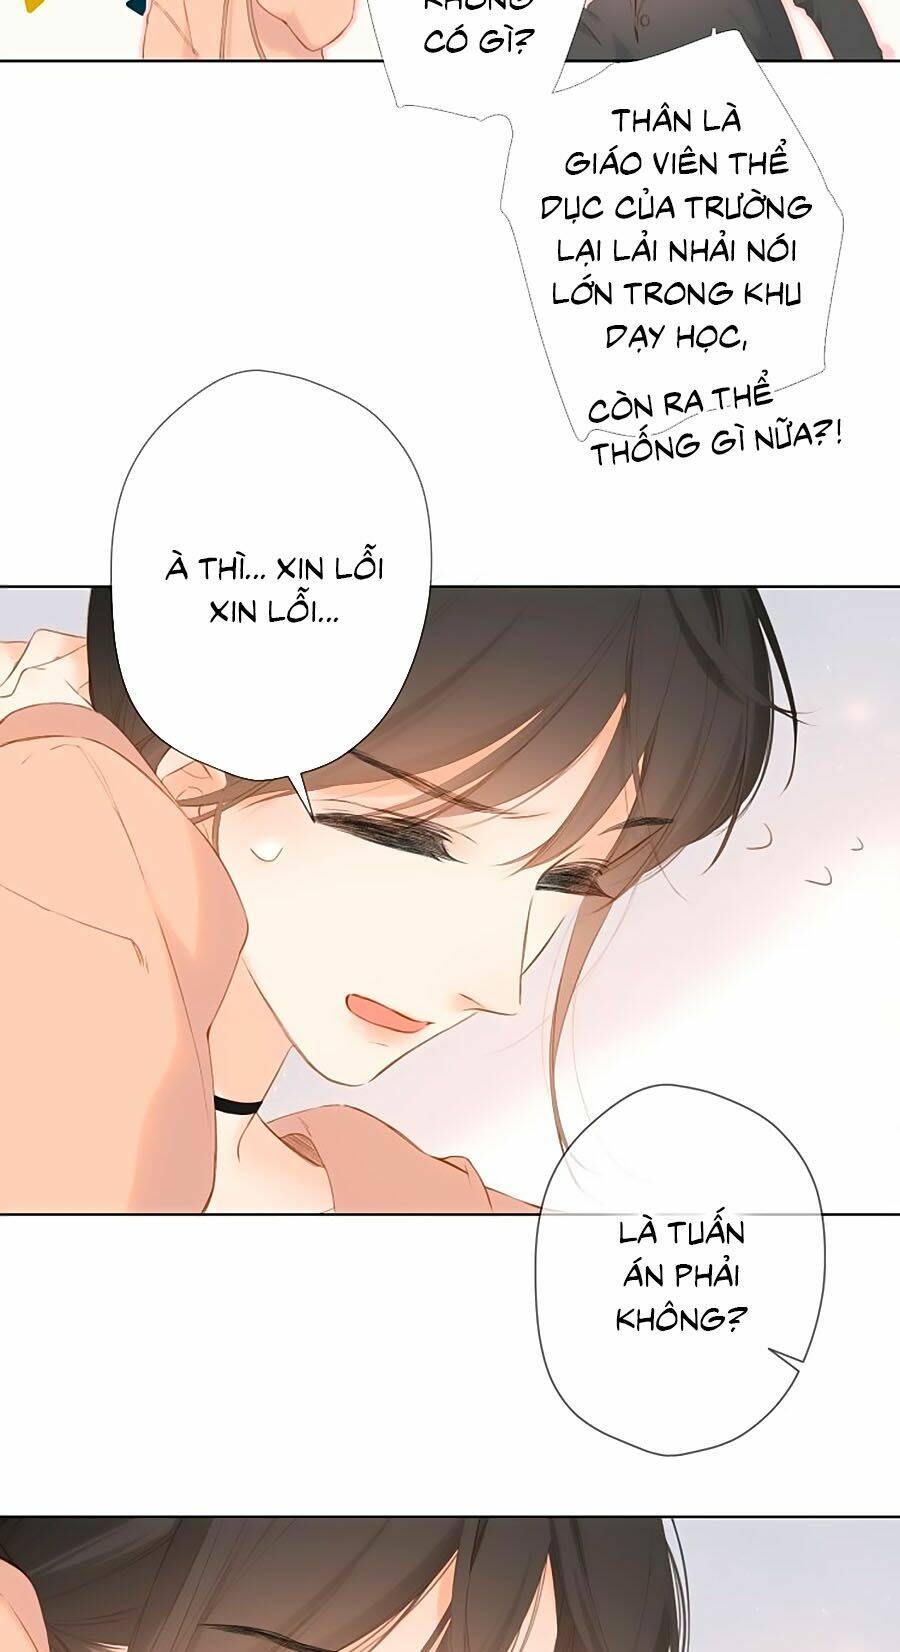 KHÔNG
CÓ GÌ?
THÂN LÀ
GIÁO VIÊN THỂ
DỤC CỦA TRƯỜNG
LẠI LẢI NHẢI NÓI
LỚN TRONG KHU
DẠY HỌC,
CÒN RA THỂ
THỐNG GÌ NỮA?!
À THÌ... XIN LỖI
XIN LỖI...
LÀ TUẤN
ÁN PHẢI
KHÔNG?